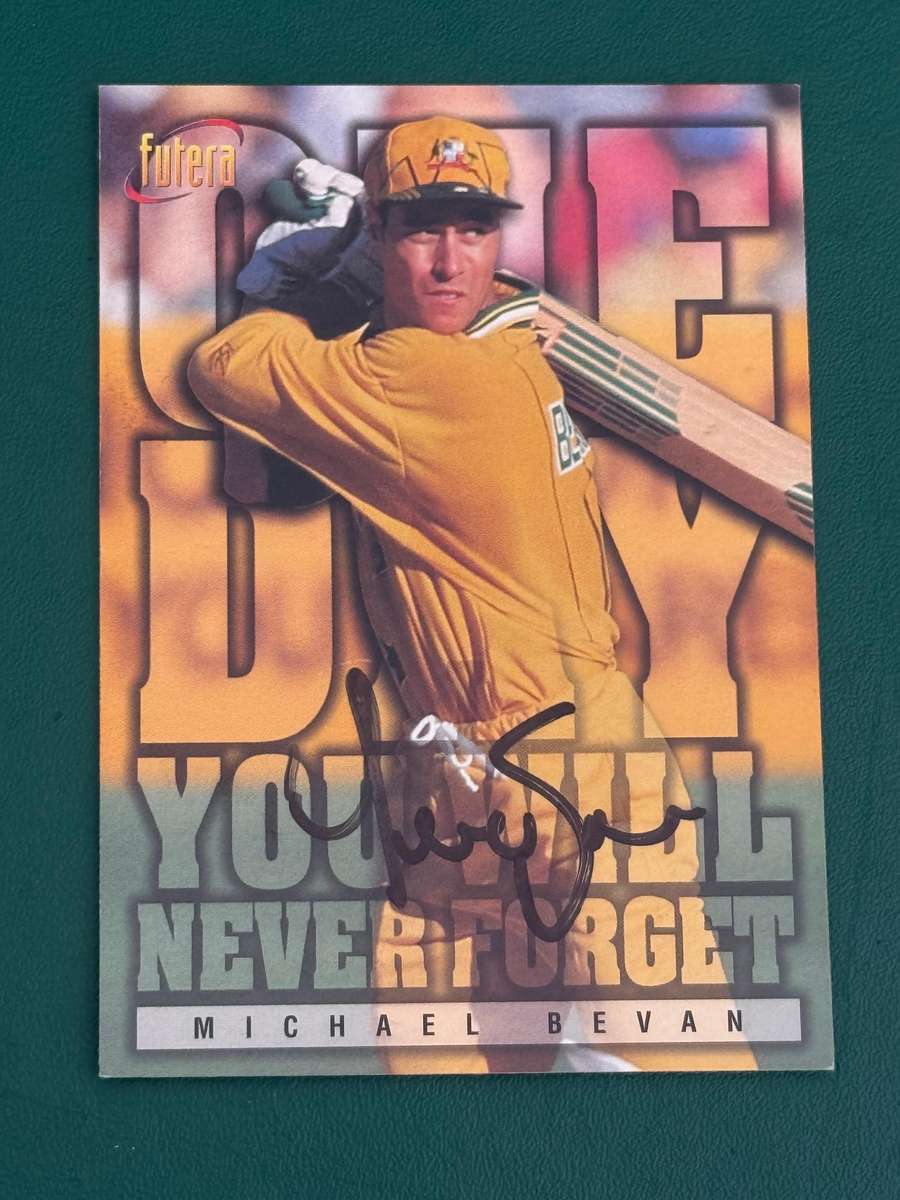 futera
ONE
DAY
YOU WILL
NEVER FORGET
MICHAEL BEVAN